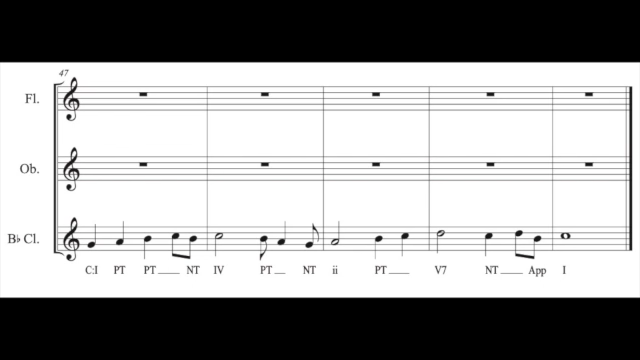 47
Fl.
Ob.
B♭ Cl.
C:I PT PT NT IV PT NT ii PT V7 NT App I